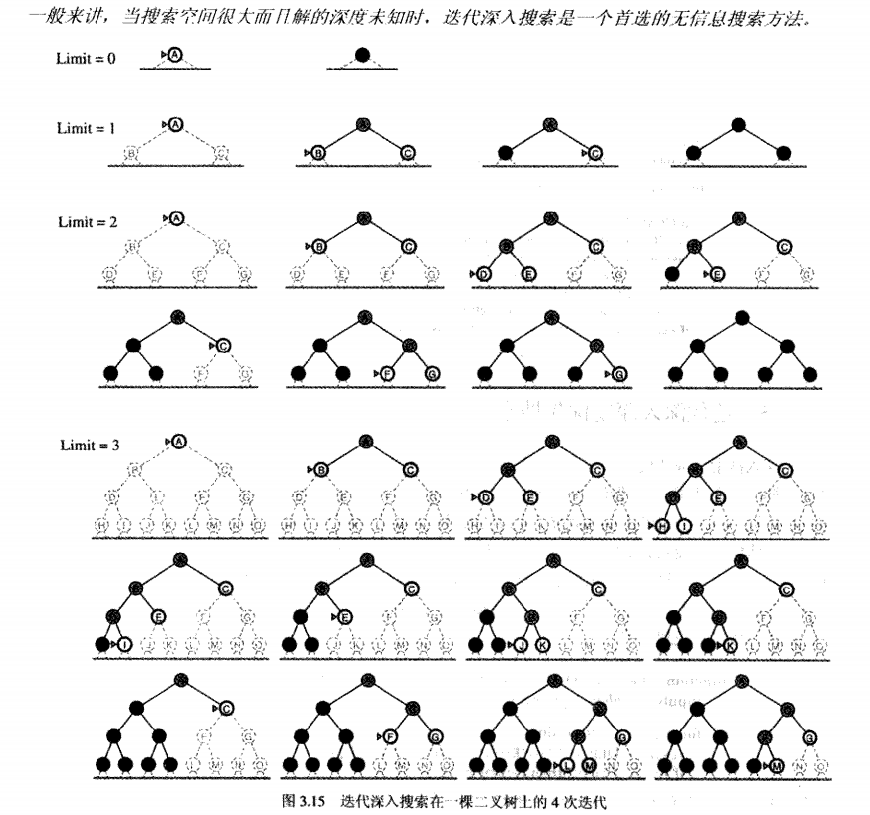 一般来讲，当搜索空间很大而且解的深度未知时，迭代深入搜索是一个首选的无信息搜索方法。
Limit = 0 A
Limit = 1 A
B C B C C
Limit = 2 A
B C B C C C
D E F G D E F G D E F G E F G
C
F G F G G
Limit = 3 A
B C B C C C
D E F G D E F G D E F G E F G
H I J K L M N O H I J K L M N O H I J K L M N O H I J K L M N O
C C C C
E F G E F G F G F G
I J K L M N O J K L M N O J K L M N O K L M N O
C
F G F G G G
L M N O L M N O L M N O M N O
图 3.15 迭代深入搜索在一棵二叉树上的 4 次迭代